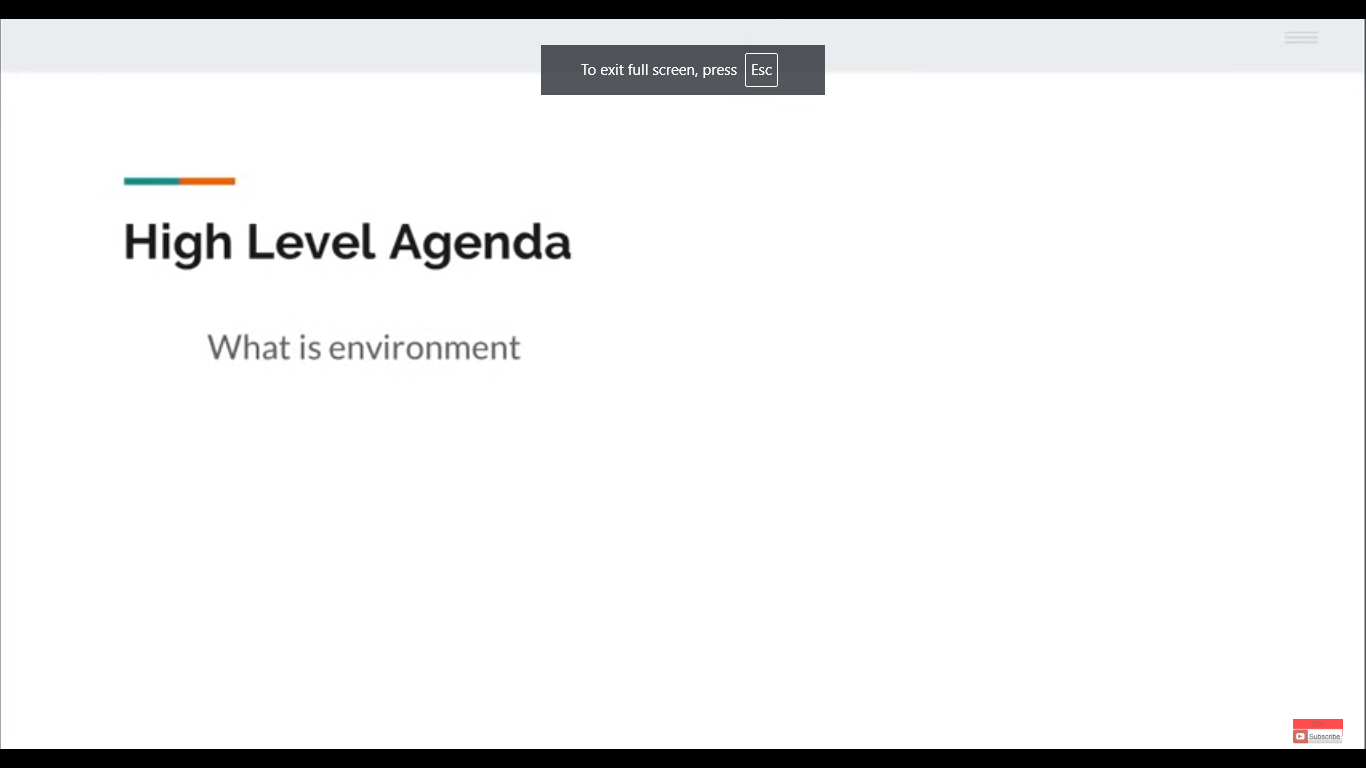 To exit full screen, press Esc
High Level Agenda
What is environment
Subscribe